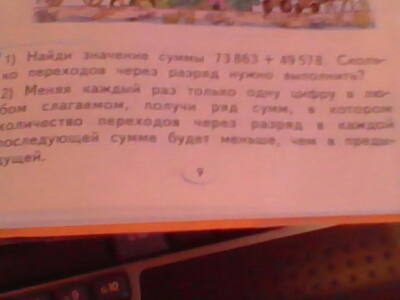 1) Найди значение суммы 73 863 + 49 578. Сколь-
ко переходов через разряд нужно выполнить?
2) Меняя каждый раз только одну цифру в лю-
бом слагаемом, получи ряд сумм, в котором
количество переходов через разряд в каждой
последующей сумме будет меньше, чем в преды-
дущей.
9
9
10